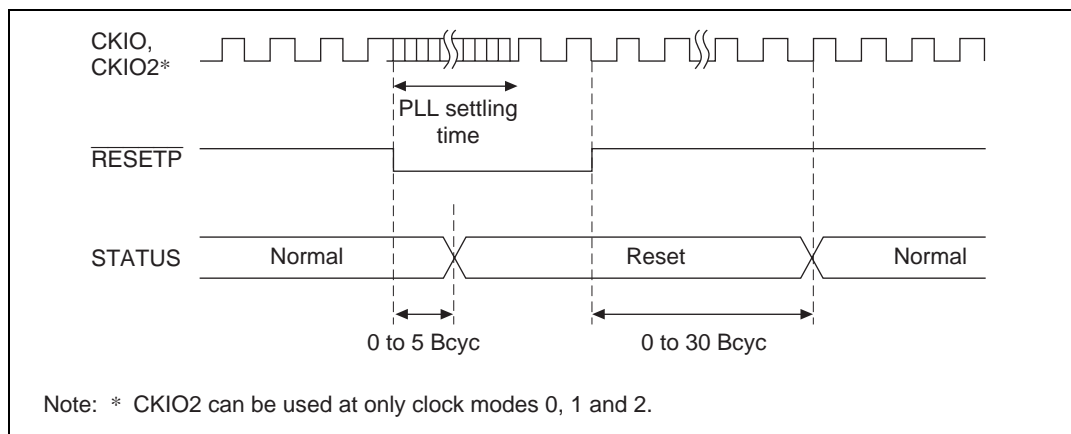 CKIO,
CKIO2*
PLL settling
time
RESETP
STATUS
Normal
Reset
Normal
0 to 5 Bcyc
0 to 30 Bcyc
Note: * CKIO2 can be used at only clock modes 0, 1 and 2.